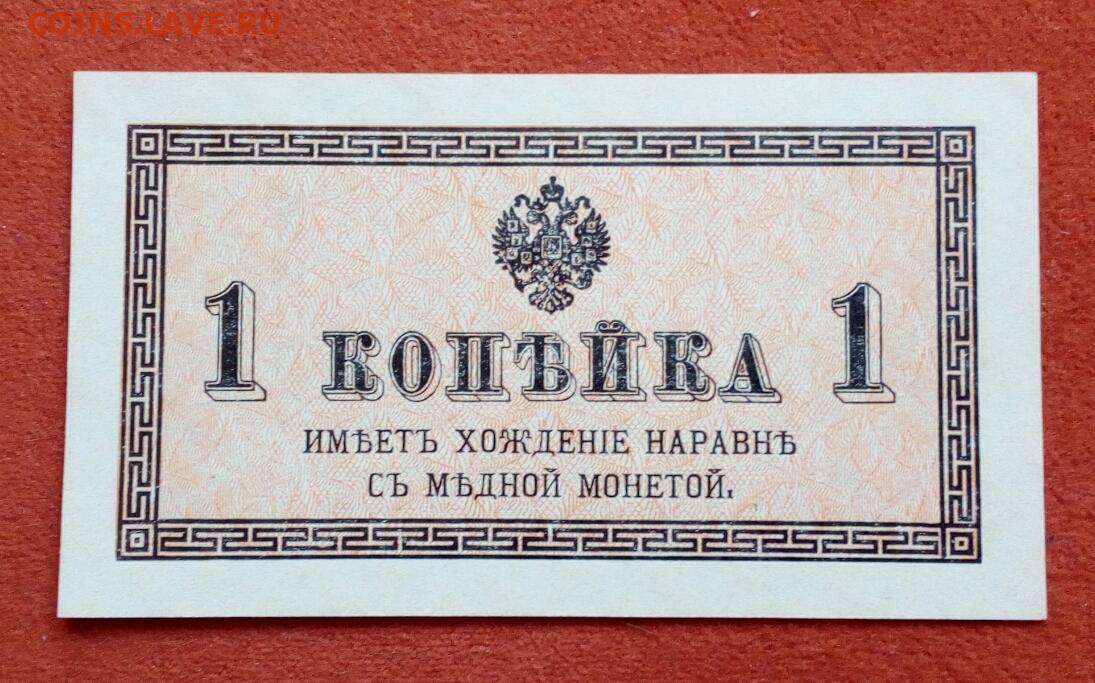 COINS.LAVE.RU
1 КОПѢЙКА 1
ИМѢЕТЪ ХОЖДЕНІЕ НАРАВНѢ
СЪ МѢДНОЙ МОНЕТОЙ.